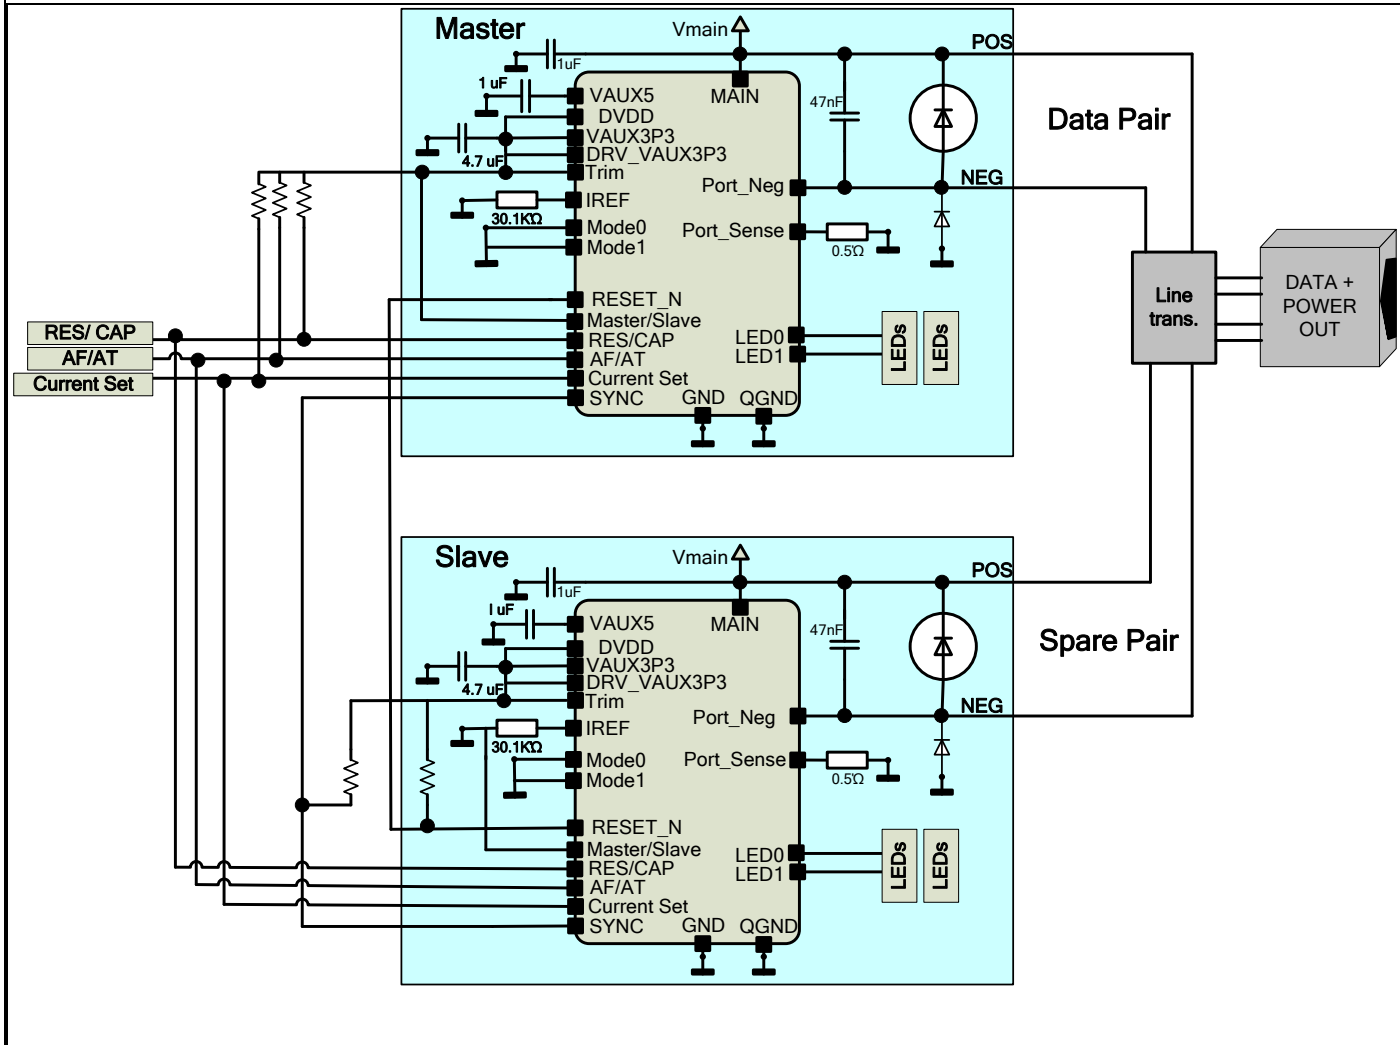 Master
Vmain
1uF
POS
1 uF
VAUX5
MAIN
47nF
Data Pair
DVDD
VAUX3P3
4.7 uF
DRV_VAUX3P3
Trim
Port_Neg
NEG
IREF
30.1KΩ
Mode0
Port_Sense
Mode1
0.5Ω
Line
trans.
DATA +
POWER
OUT
RESET_N
Master/Slave
RES/ CAP
RES/CAP
LED0
LEDs
LEDs
AF/AT
AF/AT
LED1
Current Set
Current Set
SYNC
GND
QGND
Slave
Vmain
1uF
POS
I uF
VAUX5
MAIN
47nF
Spare Pair
DVDD
VAUX3P3
4.7 uF
DRV_VAUX3P3
Trim
Port_Neg
NEG
IREF
30.1KΩ
Mode0
Port_Sense
Mode1
0.5Ω
RESET_N
Master/Slave
LED0
LEDs
LEDs
RES/CAP
LED1
AF/AT
Current Set
SYNC
GND
QGND